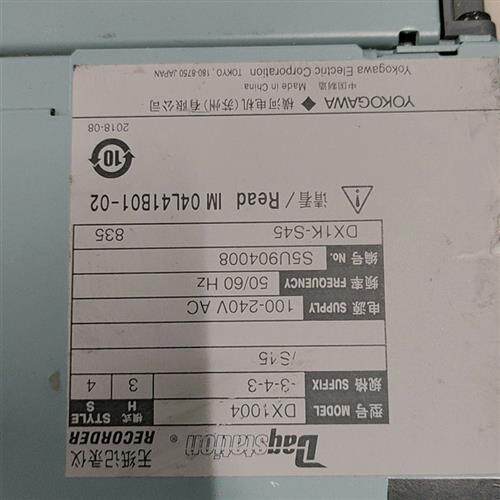 Daqstation® 无纸记录仪
RECORDER
型号 MODEL DX1004 模式 H 3 STYLE S 4
规格 SUFFIX -3-4-3
/S15
电源 SUPPLY 100-240V AC
频率 FREQUENCY 50/60 Hz
编号 No. S5U904008
DX1K-S45 835
请看/Read IM 04L41B01-02
10
2018-08
YOKOGAWA ◆ 横河电机(苏州)有限公司
中国制造 Made in China
Yokogawa Electric Corporation TOKYO, 180-8750 JAPAN